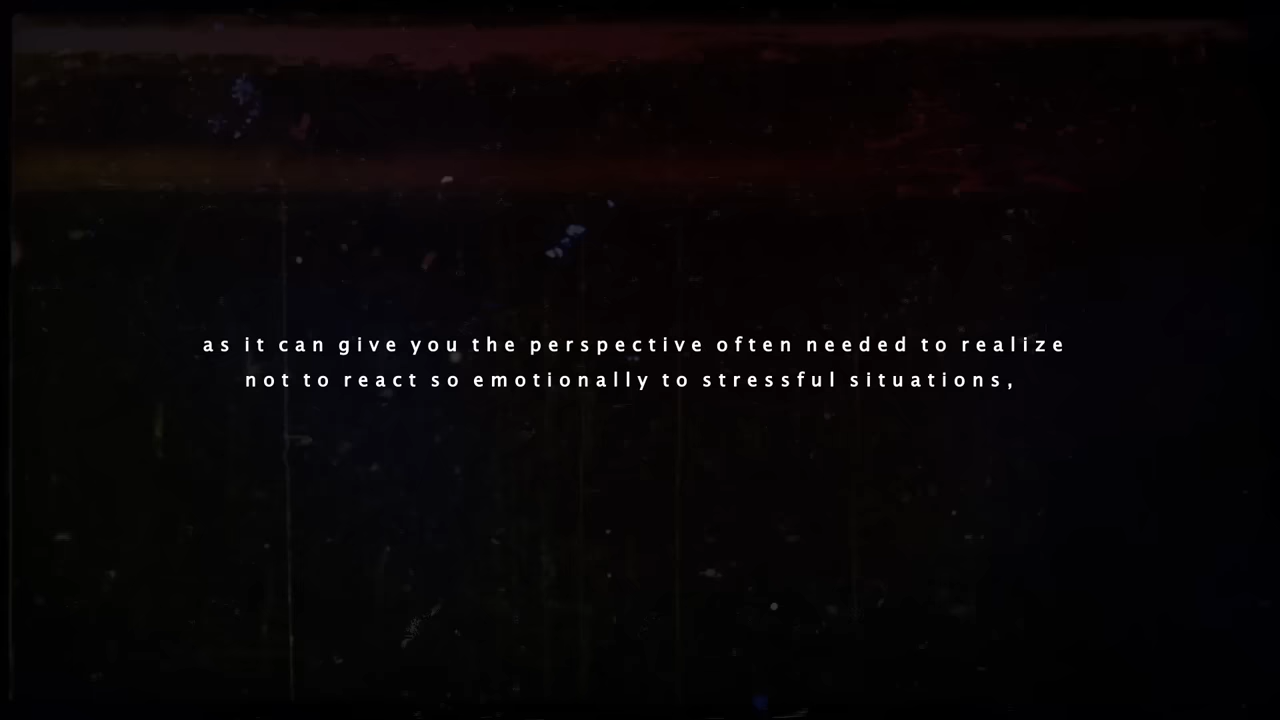 as it can give you the perspective often needed to realize
not to react so emotionally to stressful situations,